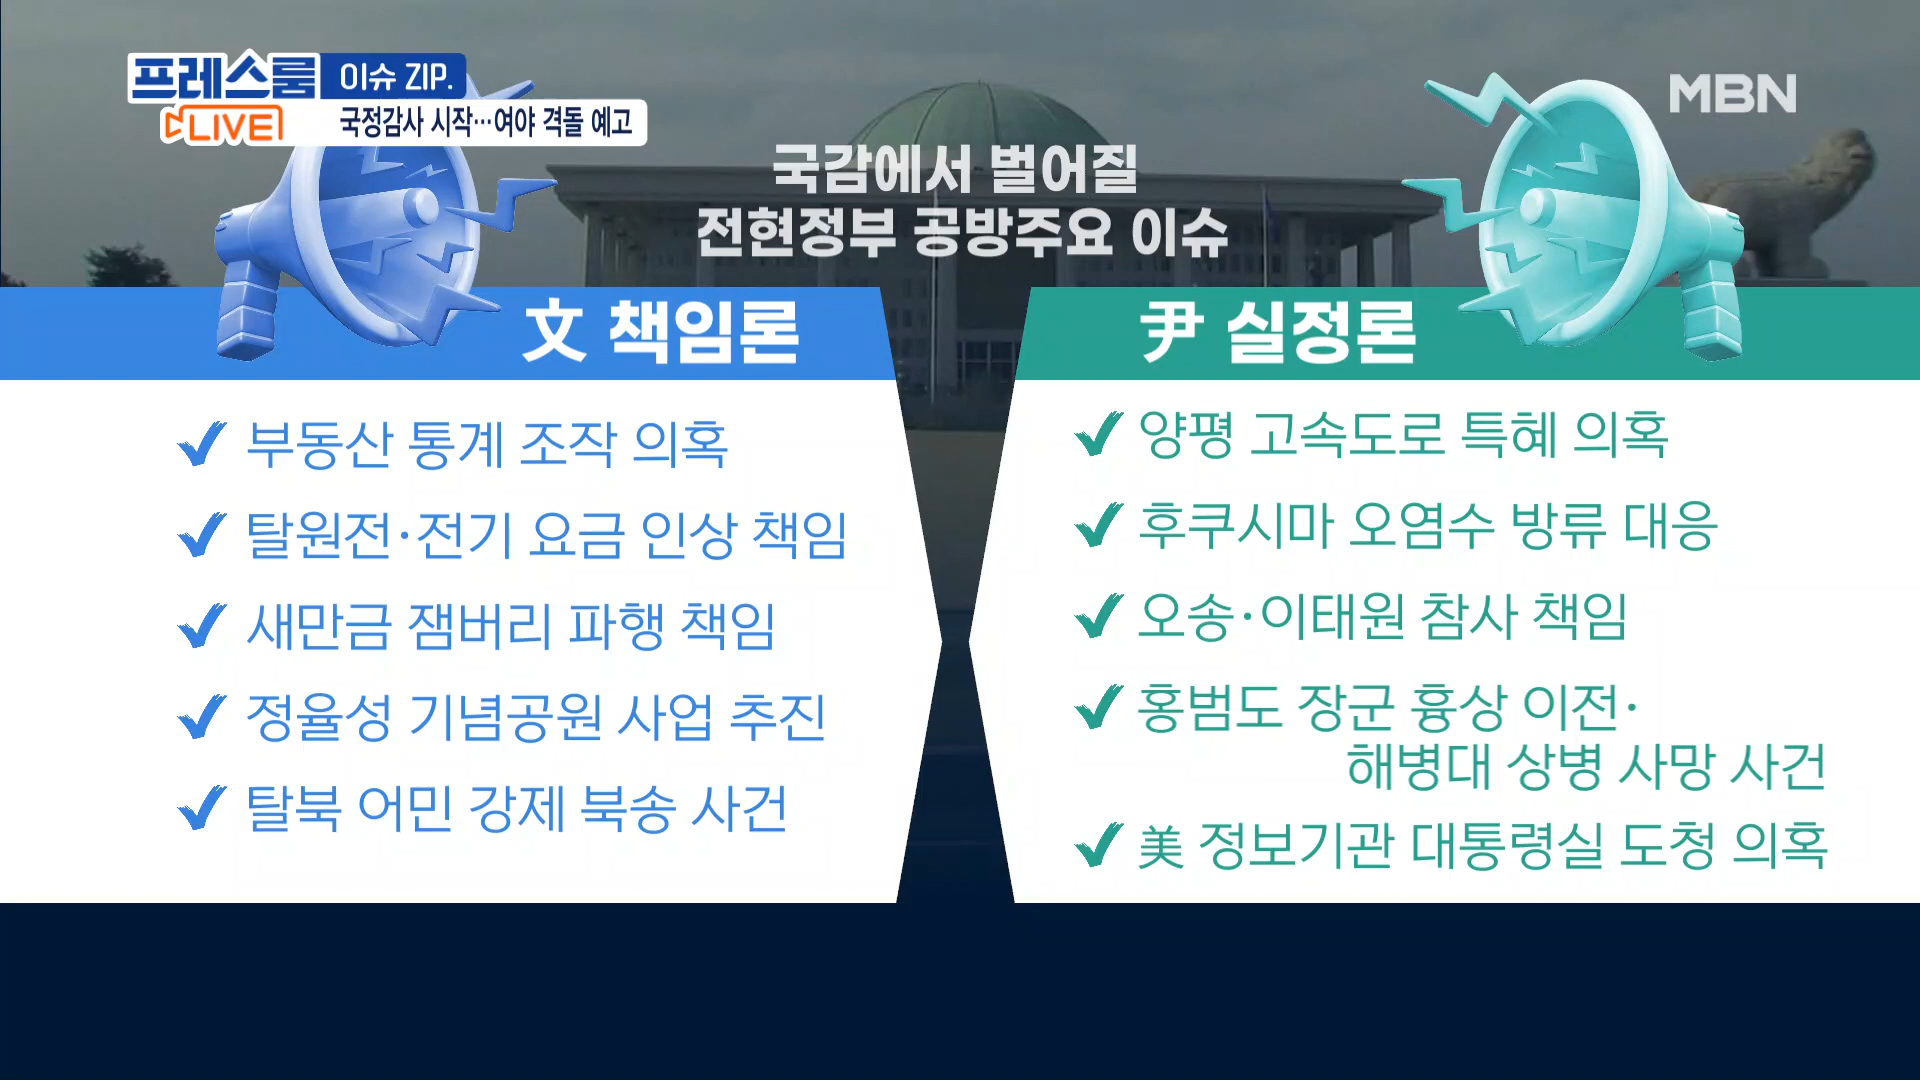 프레스룸
LIVE
이슈 ZIP.
국정감사 시작…여야 격돌 예고
MBN
국감에서 벌어질
전현정부 공방주요 이슈
文 책임론
부동산 통계 조작 의혹
탈원전·전기 요금 인상 책임
새만금 잼버리 파행 책임
정율성 기념공원 사업 추진
탈북 어민 강제 북송 사건
尹 실정론
양평 고속도로 특혜 의혹
후쿠시마 오염수 방류 대응
오송·이태원 참사 책임
홍범도 장군 흉상 이전·
해병대 상병 사망 사건
美 정보기관 대통령실 도청 의혹